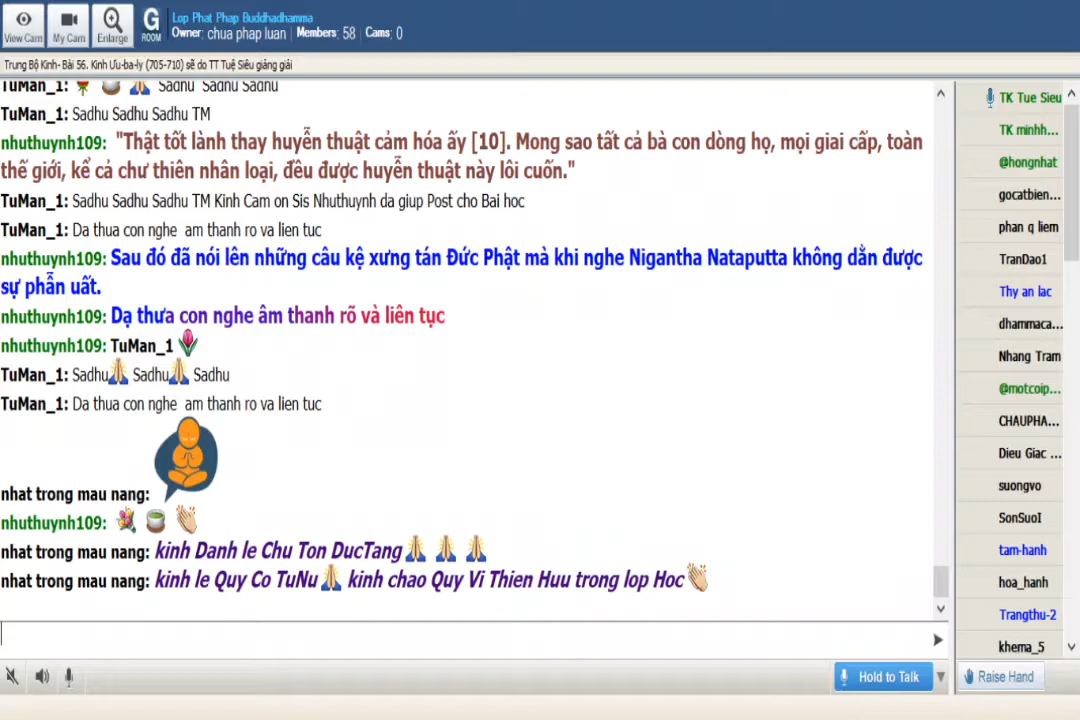 View Cam My Cam Enlarge G ROOM Lop Phat Phap Buddhadhamma
Owner: chua phap luan Members: 58 Cams: 0
Trung Bộ Kinh- Bài 56. Kinh Ưu-ba-ly (705-710) sẽ do TT Tuệ Siêu giảng giải
TuMan_1: Sadhu Sadhu Sadhu
TuMan_1: Sadhu Sadhu Sadhu TM
nhuthuynh109: "Thật tốt lành thay huyễn thuật cảm hóa ấy [10]. Mong sao tất cả bà con dòng họ, mọi giai cấp, toàn
thế giới, kể cả chư thiên nhân loại, đều được huyễn thuật này lôi cuốn."
TuMan_1: Sadhu Sadhu Sadhu TM Kinh Cam on Sis Nhuthuynh da giup Post cho Bai hoc
TuMan_1: Da thua con nghe am thanh ro va lien tuc
nhuthuynh109: Sau đó đã nói lên những câu kệ xưng tán Đức Phật mà khi nghe Nigantha Nataputta không dằn được
sự phẫn uất.
nhuthuynh109: Dạ thưa con nghe âm thanh rõ và liên tục
nhuthuynh109: TuMan_1
TuMan_1: Sadhu Sadhu Sadhu
TuMan_1: Da thua con nghe am thanh ro va lien tuc
nhat trong mau nang:
nhuthuynh109:
nhat trong mau nang: kinh Danh le Chu Ton DucTang
nhat trong mau nang: kinh le Quy Co TuNu kinh chao Quy Vi Thien Huu trong lop Hoc
Hold to Talk
TK Tue Sieu
TK minhh...
@hongnhat
gocatbien...
phan q liem
TranDao1
Thy an lac
dhammaca...
Nhang Tram
@motcoip...
CHAUPHA...
Dieu Giac ...
suongvo
SonSuoI
tam-hanh
hoa_hanh
Trangthu-2
khema_5
Raise Hand